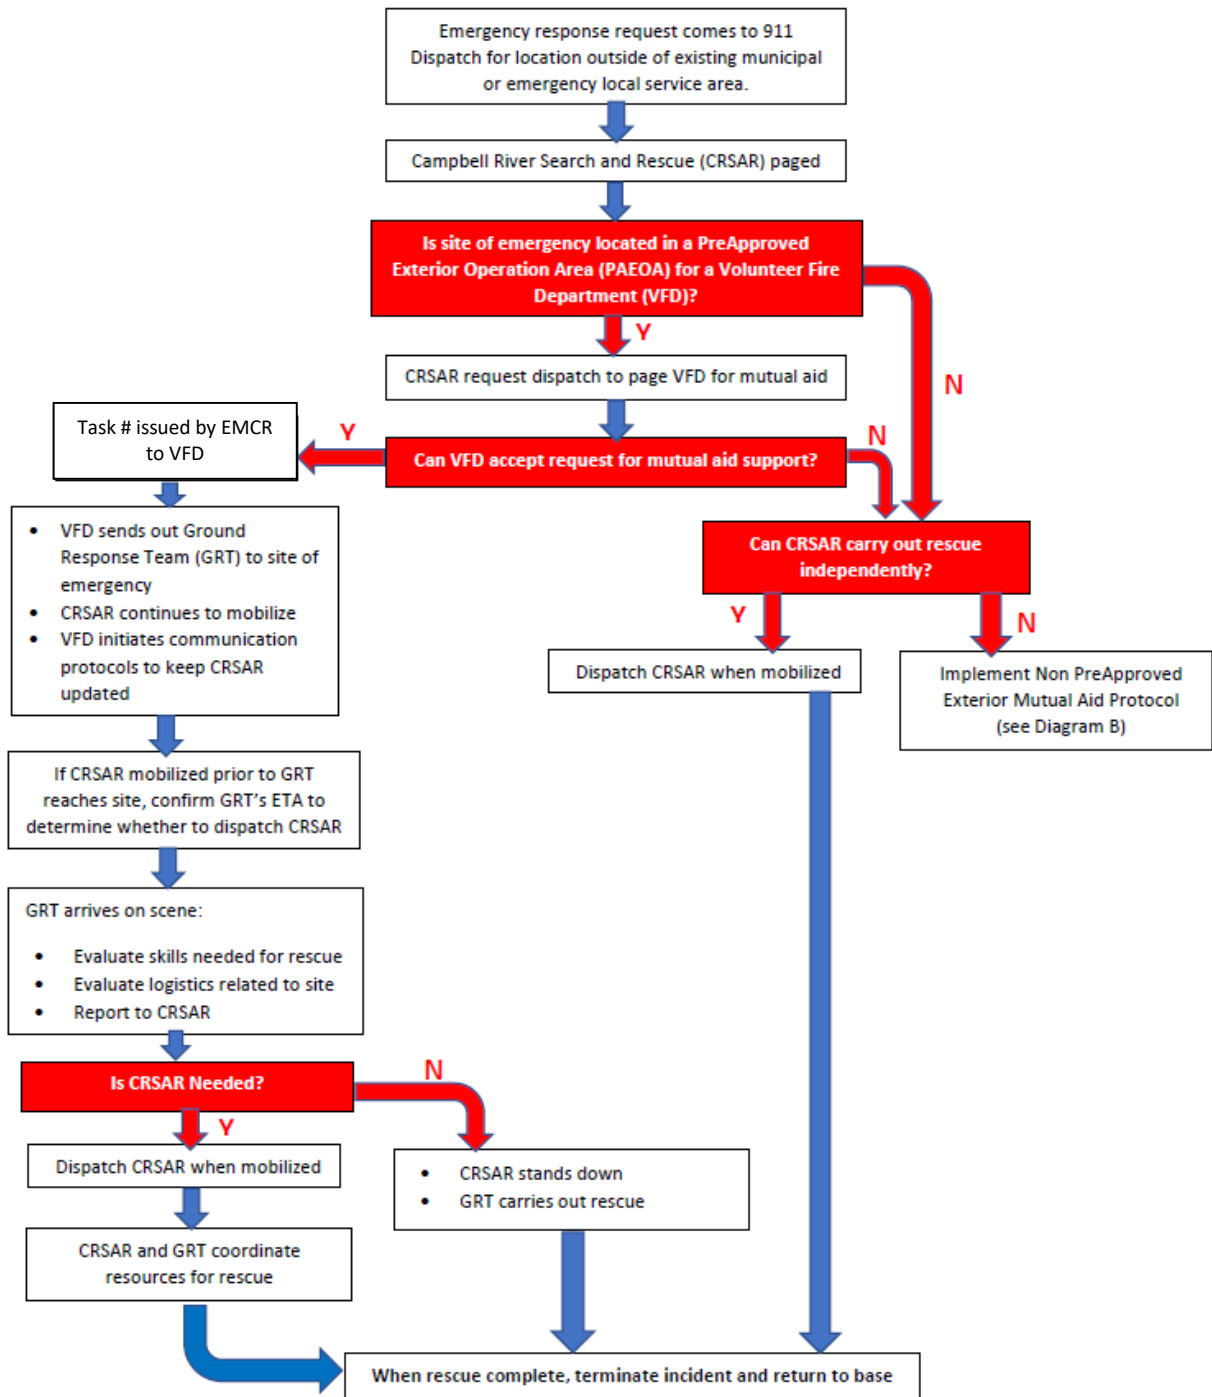 Emergency response request comes to 911
Dispatch for location outside of existing municipal
or emergency local service area.
Campbell River Search and Rescue (CRSAR) paged
Is site of emergency located in a PreApproved
Exterior Operation Area (PAEOA) for a Volunteer Fire
Department (VFD)?
Y
N
CRSAR request dispatch to page VFD for mutual aid
Task # issued by EMCR
to VFD
Y
Can VFD accept request for mutual aid support?
N
• VFD sends out Ground
Response Team (GRT) to site of
emergency
• CRSAR continues to mobilize
• VFD initiates communication
protocols to keep CRSAR
updated
Can CRSAR carry out rescue
independently?
Y
N
Dispatch CRSAR when mobilized
Implement Non PreApproved
Exterior Mutual Aid Protocol
(see Diagram B)
If CRSAR mobilized prior to GRT
reaches site, confirm GRT's ETA to
determine whether to dispatch CRSAR
GRT arrives on scene:
• Evaluate skills needed for rescue
• Evaluate logistics related to site
• Report to CRSAR
Is CRSAR Needed?
N
Y
Dispatch CRSAR when mobilized
• CRSAR stands down
• GRT carries out rescue
CRSAR and GRT coordinate
resources for rescue
When rescue complete, terminate incident and return to base